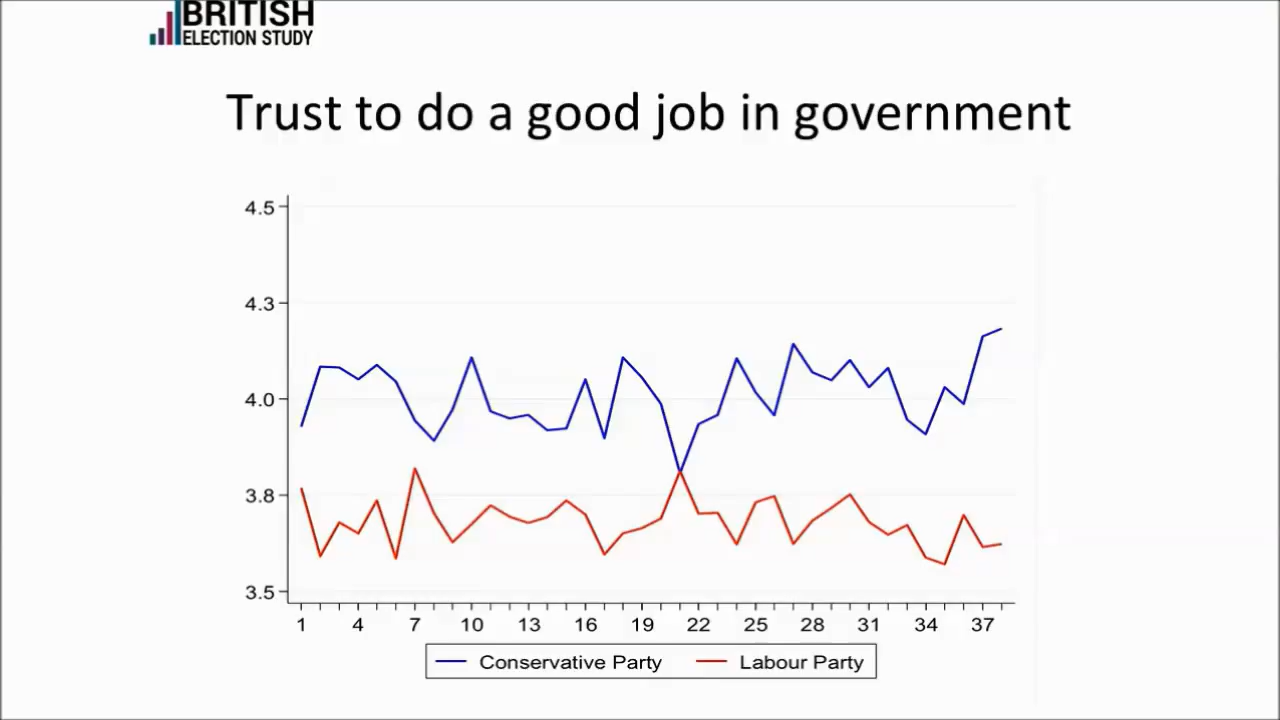 BRITISH
ELECTION STUDY
Trust to do a good job in government
4.5
4.3
4.0
3.8
3.5
1 4 7 10 13 16 19 22 25 28 31 34 37
Conservative Party Labour Party